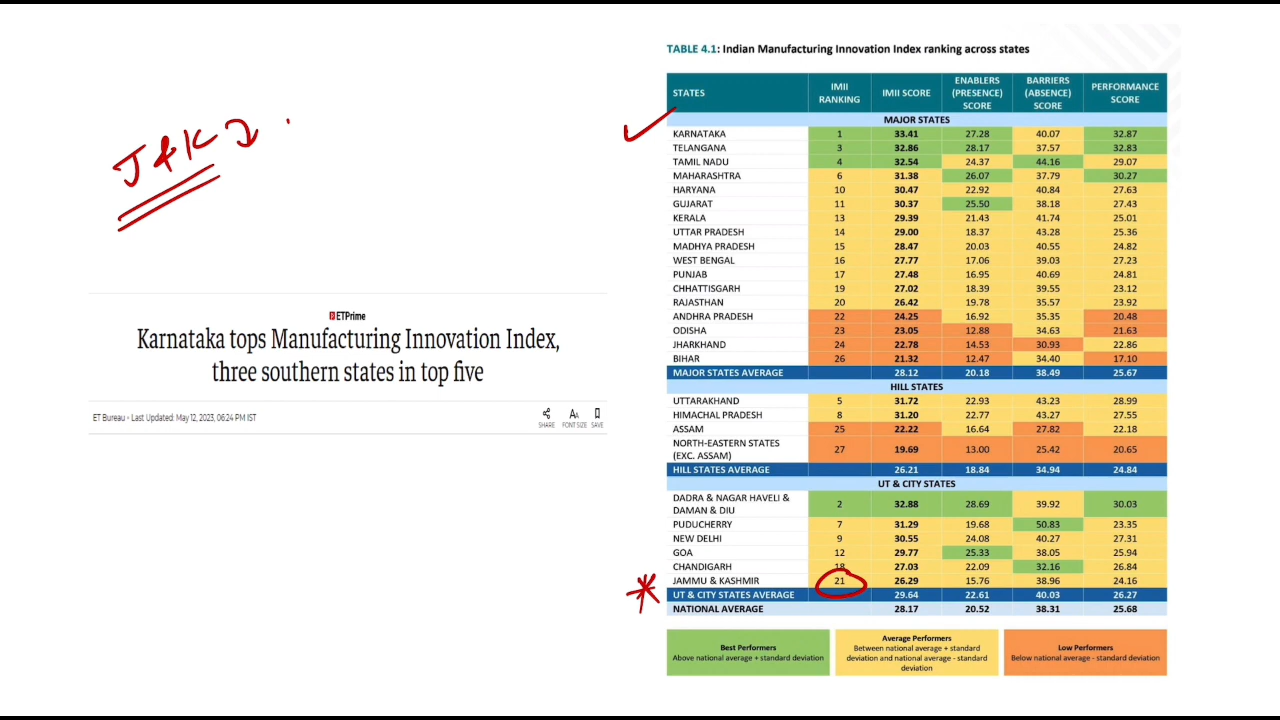 J & K 2
ETPrime
Karnataka tops Manufacturing Innovation Index,
three southern states in top five
ET Bureau - Last Updated: May 12, 2023, 06:24 PM IST
SHARE FONT SIZE SAVE
TABLE 4.1: Indian Manufacturing Innovation Index ranking across states
STATES IMII RANKING IMII SCORE ENABLERS (PRESENCE) SCORE BARRIERS (ABSENCE) SCORE PERFORMANCE SCORE
MAJOR STATES
KARNATAKA 1 33.41 27.28 40.07 32.87
TELANGANA 3 32.86 28.17 37.57 32.83
TAMIL NADU 4 32.54 24.37 44.16 29.07
MAHARASHTRA 6 31.38 26.07 37.79 30.27
HARYANA 10 30.47 22.92 40.84 27.63
GUJARAT 11 30.37 25.50 38.18 27.43
KERALA 13 29.39 21.43 41.74 25.01
UTTAR PRADESH 14 29.00 18.37 43.28 25.36
MADHYA PRADESH 15 28.47 20.03 40.55 24.82
WEST BENGAL 16 27.77 17.06 39.03 27.23
PUNJAB 17 27.48 16.95 40.69 24.81
CHHATTISGARH 19 27.02 18.39 39.55 23.12
RAJASTHAN 20 26.42 19.78 35.57 23.92
ANDHRA PRADESH 22 24.25 16.92 35.35 20.48
ODISHA 23 23.05 12.88 34.63 21.63
JHARKHAND 24 22.78 14.53 30.93 22.86
BIHAR 26 21.32 12.47 34.40 17.10
MAJOR STATES AVERAGE 28.12 20.18 38.49 25.67
HILL STATES
UTTARAKHAND 5 31.72 22.93 43.23 28.99
HIMACHAL PRADESH 8 31.20 22.77 43.27 27.55
ASSAM 25 22.22 16.64 27.82 22.18
NORTH-EASTERN STATES (EXC. ASSAM) 27 19.69 13.00 25.42 20.65
HILL STATES AVERAGE 26.21 18.84 34.94 24.84
UT & CITY STATES
DADRA & NAGAR HAVELI & DAMAN & DIU 2 32.88 28.69 39.92 30.03
PUDUCHERRY 7 31.29 19.68 50.83 23.35
NEW DELHI 9 30.55 24.08 40.27 27.31
GOA 12 29.77 25.33 38.05 25.94
CHANDIGARH 18 27.03 22.09 32.16 26.84
JAMMU & KASHMIR 21 26.29 15.76 38.96 24.16
UT & CITY STATES AVERAGE 29.64 22.61 40.03 26.27
NATIONAL AVERAGE 28.17 20.52 38.31 25.68
Best Performers
Above national average + standard deviation
Average Performers
Between national average + standard
deviation and national average - standard
deviation
Low Performers
Below national average - standard deviation